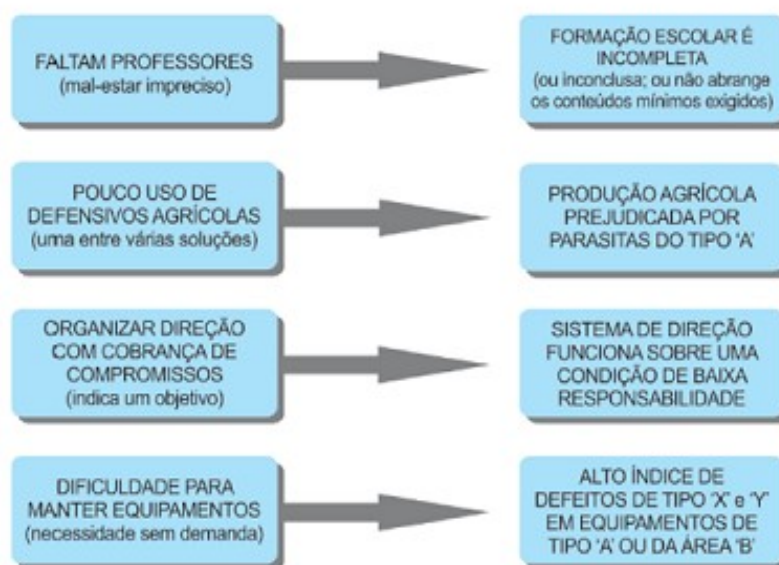 FALTAM PROFESSORES
(mal-estar impreciso)
FORMAÇÃO ESCOLAR É
INCOMPLETA
(ou inconclusa; ou não abrange
os conteúdos mínimos exigidos)
POUCO USO DE
DEFENSIVOS AGRÍCOLAS
(uma entre várias soluções)
PRODUÇÃO AGRÍCOLA
PREJUDICADA POR
PARASITAS DO TIPO ‘A’
ORGANIZAR DIREÇÃO
COM COBRANÇA DE
COMPROMISSOS
(indica um objetivo)
SISTEMA DE DIREÇÃO
FUNCIONA SOBRE UMA
CONDIÇÃO DE BAIXA
RESPONSABILIDADE
DIFICULDADE PARA
MANTER EQUIPAMENTOS
(necessidade sem demanda)
ALTO ÍNDICE DE
DEFEITOS DE TIPO ‘X’ e ‘Y’
EM EQUIPAMENTOS DE
TIPO ‘A’ OU DA ÁREA ‘B’